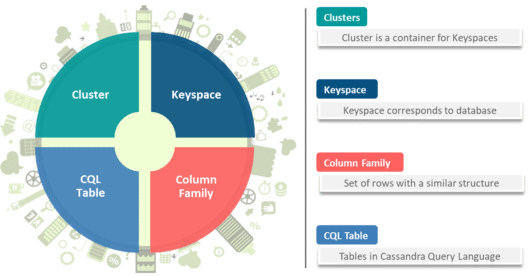 Cluster
Keyspace
CQL
Table
Column
Family
Clusters
Cluster is a container for Keyspaces
Keyspace
Keyspace corresponds to database
Column Family
Set of rows with a similar structure
CQL Table
Tables in Cassandra Query Language